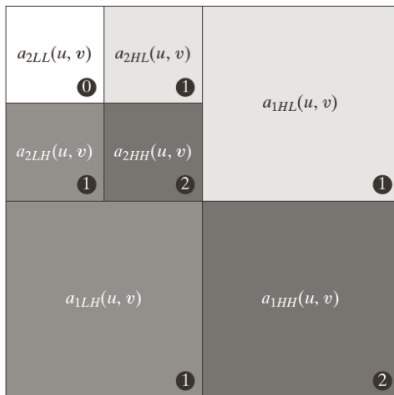 a₂LL(u, v)
0
a₂HL(u, v)
1
a₁HL(u, v)
1
a₂LH(u, v)
1
a₂HH(u, v)
2
a₁LH(u, v)
1
a₁HH(u, v)
2